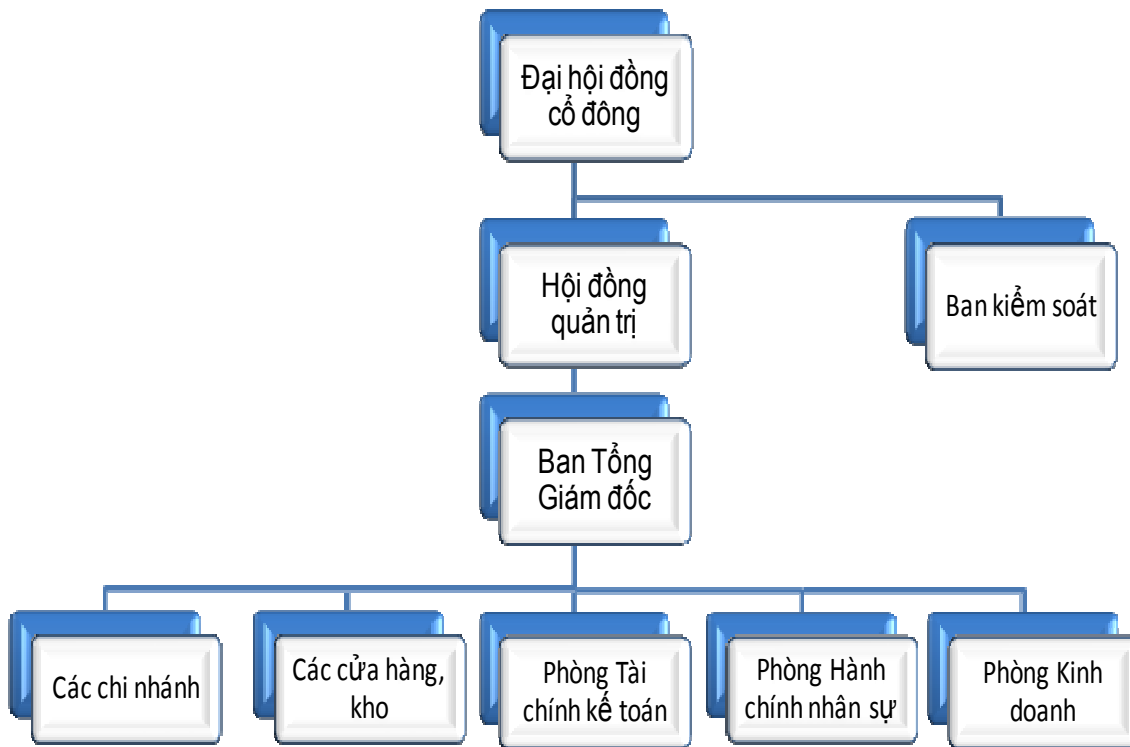 Đại hội đồng
cổ đông
Hội đồng
quản trị
Ban kiểm soát
Ban Tổng
Giám đốc
Các chi nhánh
Các cửa hàng,
kho
Phòng Tài
chính kế toán
Phòng Hành
chính nhân sự
Phòng Kinh
doanh